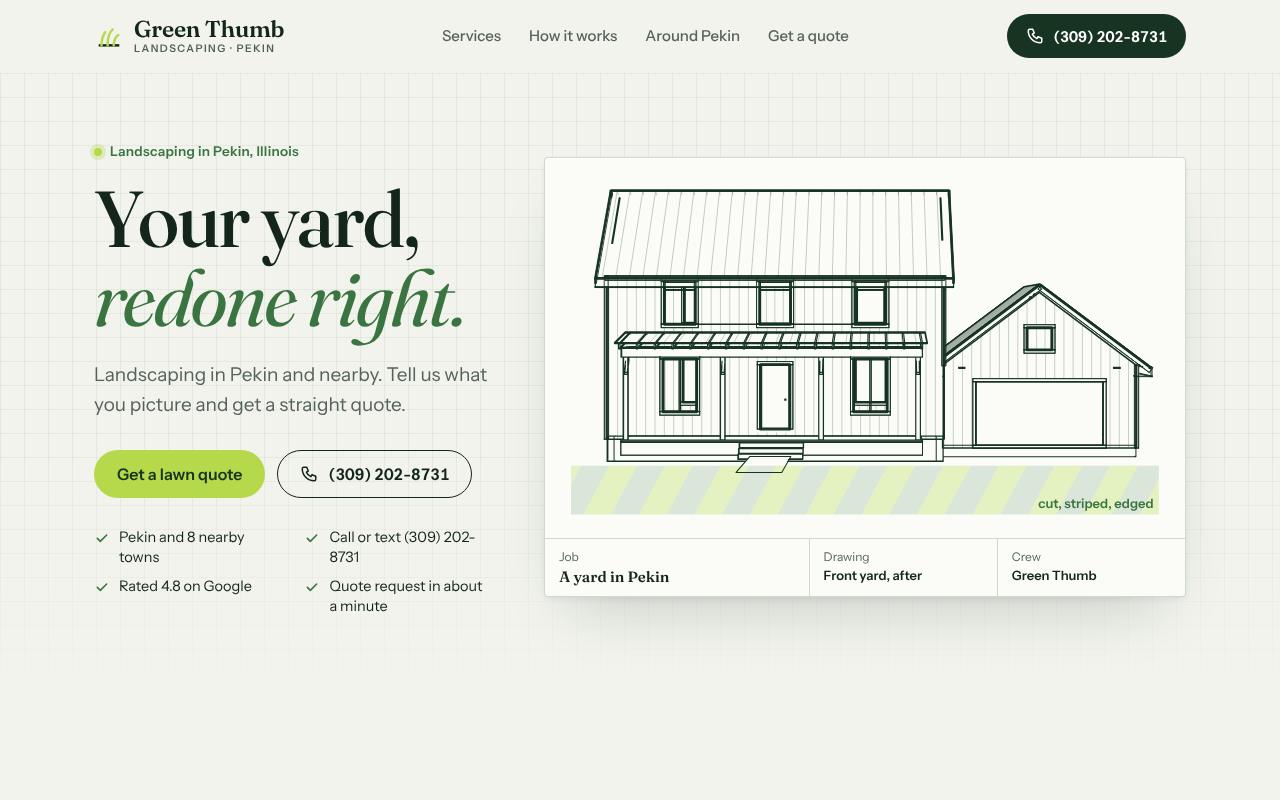 Green Thumb
LANDSCAPING · PEKIN
Services
How it works
Around Pekin
Get a quote
(309) 202-8731
Landscaping in Pekin, Illinois
Your yard,
redone right.
Landscaping in Pekin and nearby. Tell us what
you picture and get a straight quote.
Get a lawn quote
(309) 202-8731
Pekin and 8 nearby
towns
Call or text (309) 202-
8731
Rated 4.8 on Google
Quote request in about
a minute
cut, striped, edged
Job
A yard in Pekin
Drawing
Front yard, after
Crew
Green Thumb